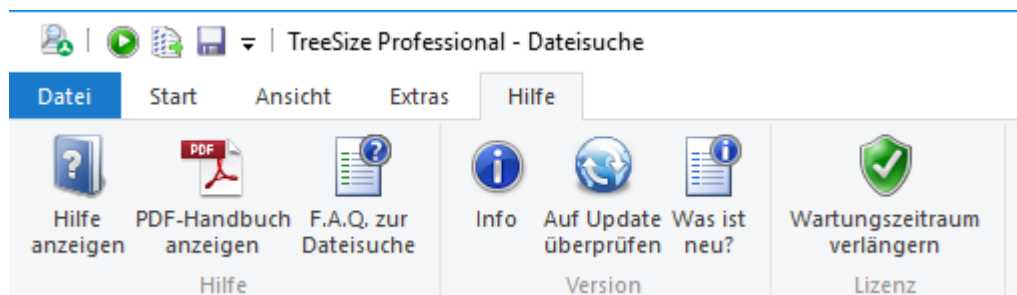 TreeSize Professional - Dateisuche
Datei Start Ansicht Extras Hilfe
PDF
Hilfe anzeigen
PDF-Handbuch anzeigen
F.A.Q. zur Dateisuche
Info
Auf Update überprüfen
Was ist neu?
Wartungszeitraum verlängern
Hilfe Version Lizenz